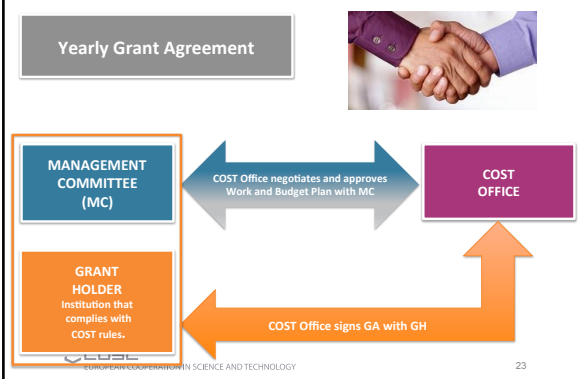 Yearly Grant Agreement
MANAGEMENT
COMMITTEE
(MC)
COST Office negotiates and approves
Work and Budget Plan with MC
COST
OFFICE
GRANT
HOLDER
Institution that
complies with
COST rules.
COST Office signs GA with GH
EUROPEAN COOPERATION IN SCIENCE AND TECHNOLOGY
23